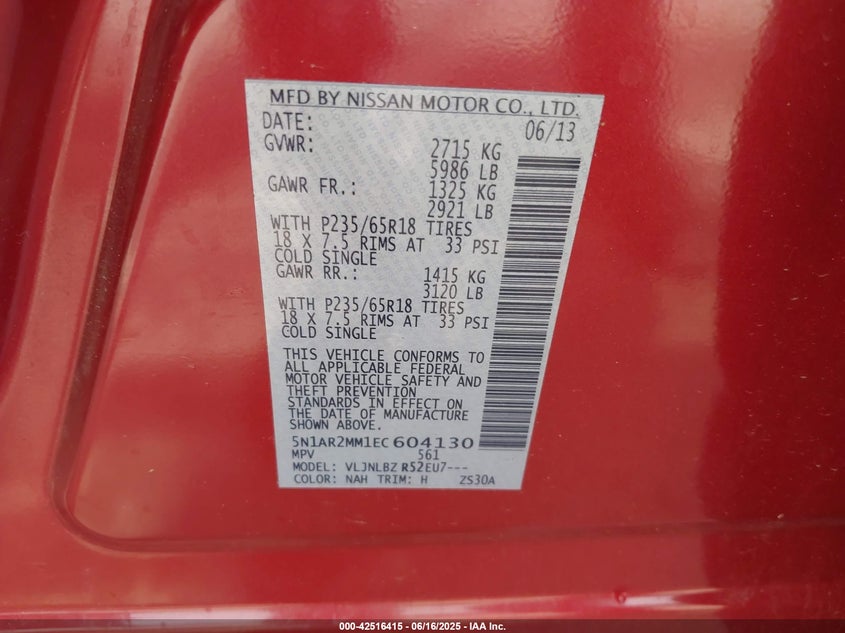 MFD BY NISSAN MOTOR CO., LTD.
DATE: 06/13
GVWR: 2715 KG
5986 LB
GAWR FR.: 1325 KG
2921 LB
WITH P235/65R18 TIRES
18 X 7.5 RIMS AT 33 PSI
COLD SINGLE
GAWR RR.: 1415 KG
3120 LB
WITH P235/65R18 TIRES
18 X 7.5 RIMS AT 33 PSI
COLD SINGLE
THIS VEHICLE CONFORMS TO
ALL APPLICABLE FEDERAL
MOTOR VEHICLE SAFETY AND
THEFT PREVENTION
STANDARDS IN EFFECT ON
THE DATE OF MANUFACTURE
SHOWN ABOVE.
5N1AR2MM1EC604130
MPV 561
MODEL: VLJNLBZ R52EU7---
COLOR: NAH TRIM: H ZS30A
000-42516415 - 06/16/2025 - IAA Inc.